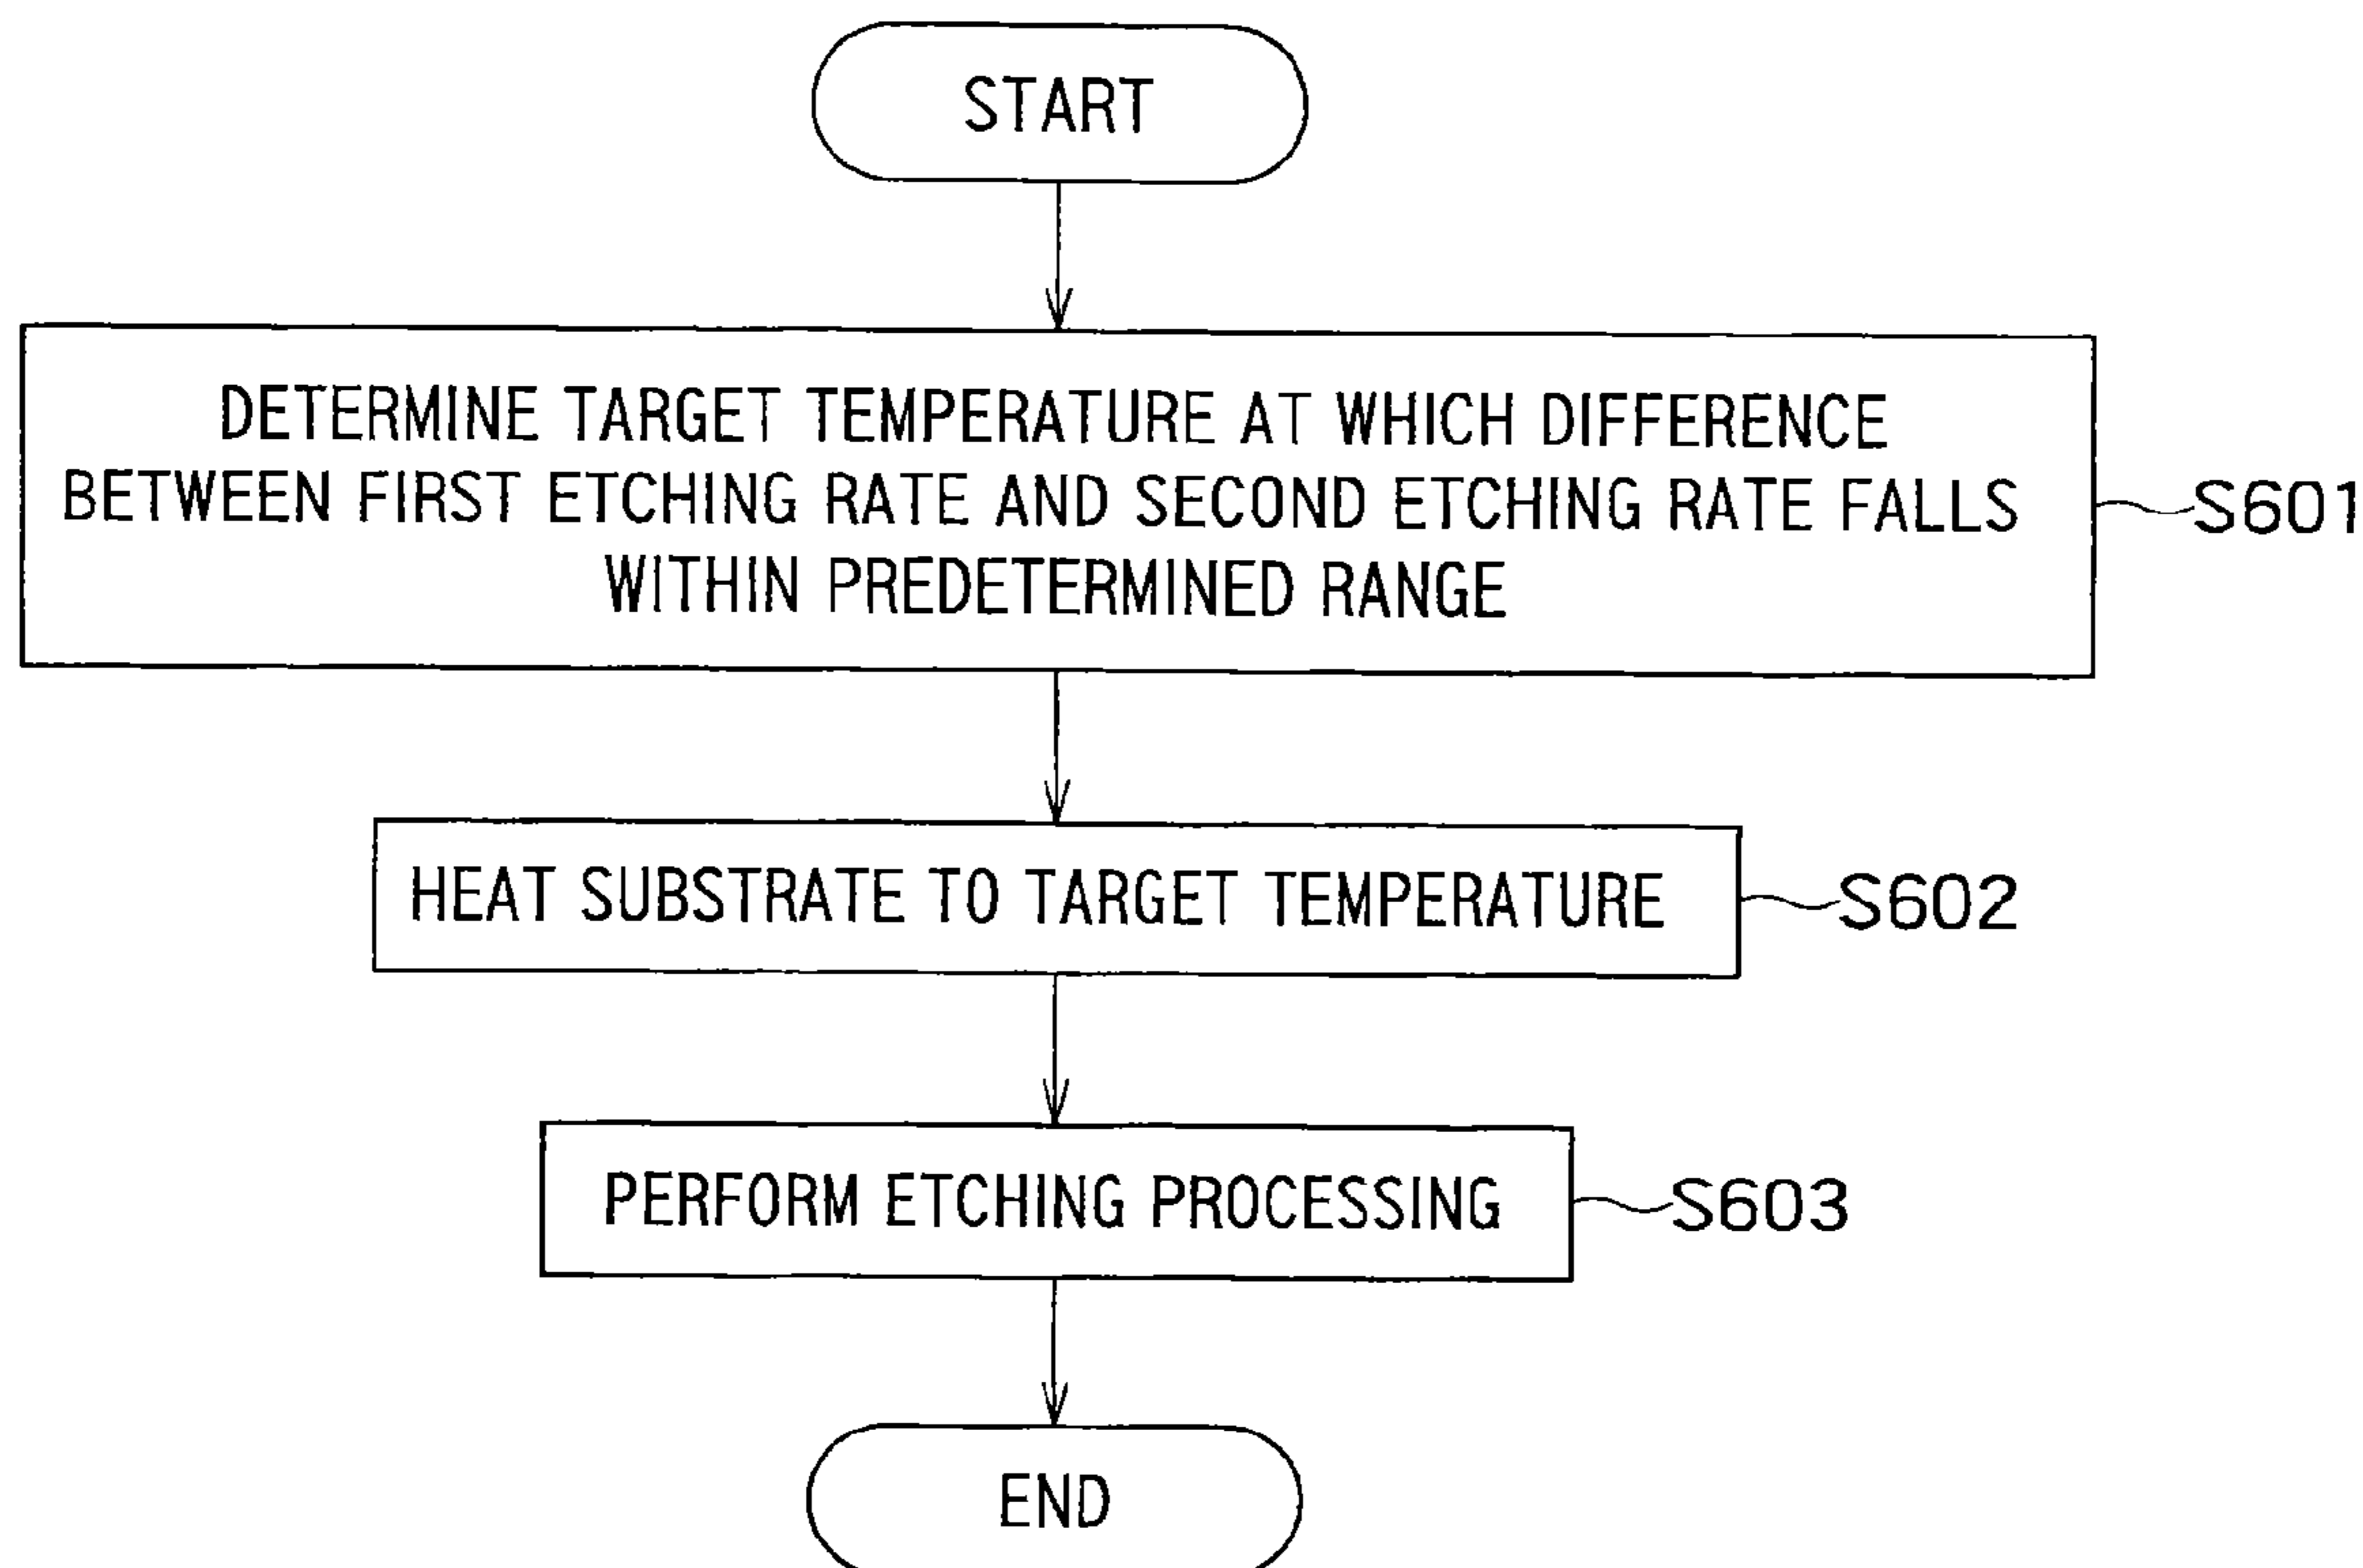 START
DETERMINE TARGET TEMPERATURE AT WHICH DIFFERENCE
BETWEEN FIRST ETCHING RATE AND SECOND ETCHING RATE FALLS
WITHIN PREDETERMINED RANGE
S601
HEAT SUBSTRATE TO TARGET TEMPERATURE
S602
PERFORM ETCHING PROCESSING
S603
END